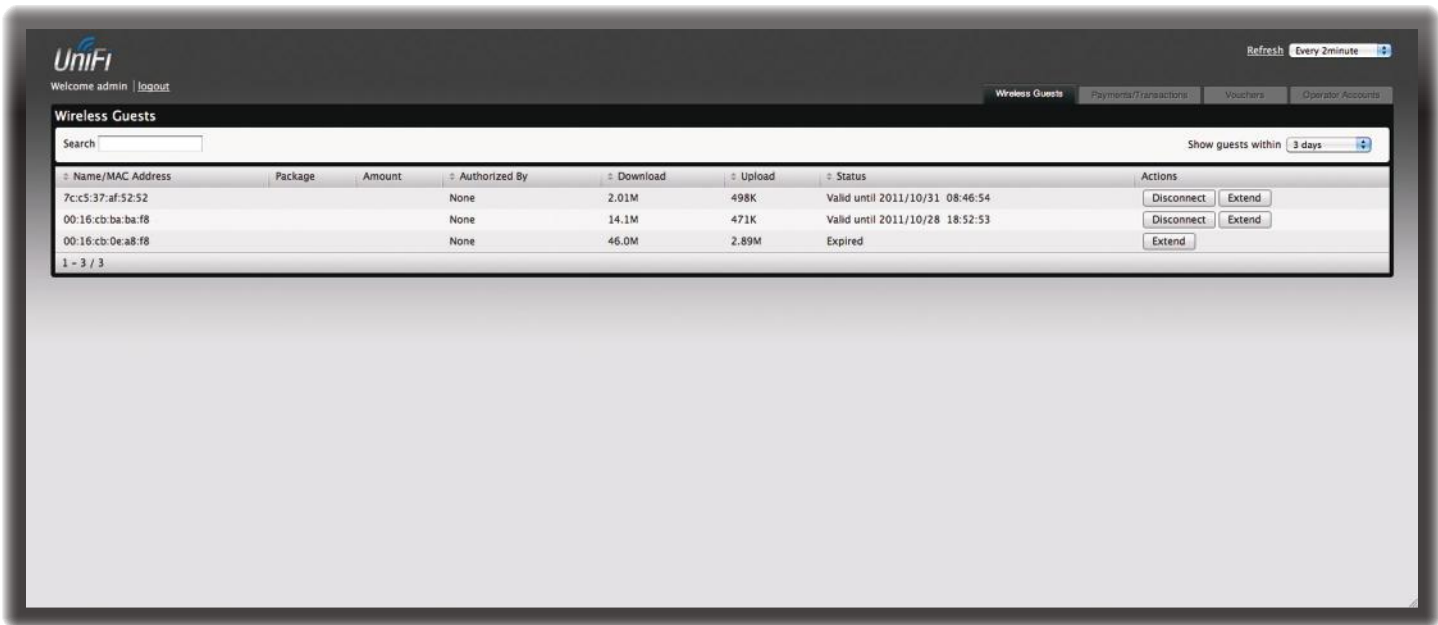 UniFi
Refresh Every 2minute
Welcome admin | logout
Wireless Guests Payments/Transactions Vouchers Operator Accounts
Wireless Guests
Search Show guests within 3 days
Name/MAC Address Package Amount Authorized By Download Upload Status Actions
7c:c5:37:af:52:52 None 2.01M 498K Valid until 2011/10/31 08:46:54 Disconnect Extend
00:16:cb:ba:ba:f8 None 14.1M 471K Valid until 2011/10/28 18:52:53 Disconnect Extend
00:16:cb:0e:a8:f8 None 46.0M 2.89M Expired Extend
1 - 3 / 3